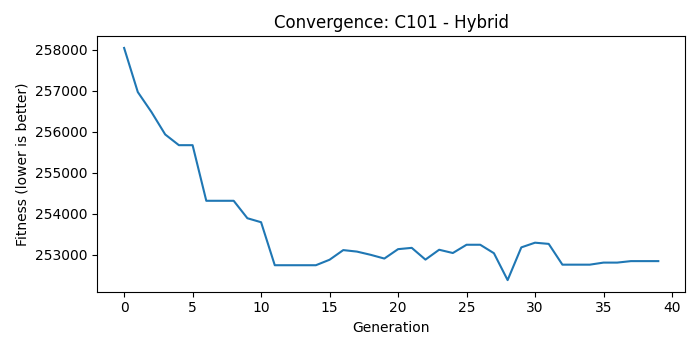 Convergence: C101 - Hybrid
258000
257000
256000
255000
254000
253000
Fitness (lower is better)
0 5 10 15 20 25 30 35 40
Generation